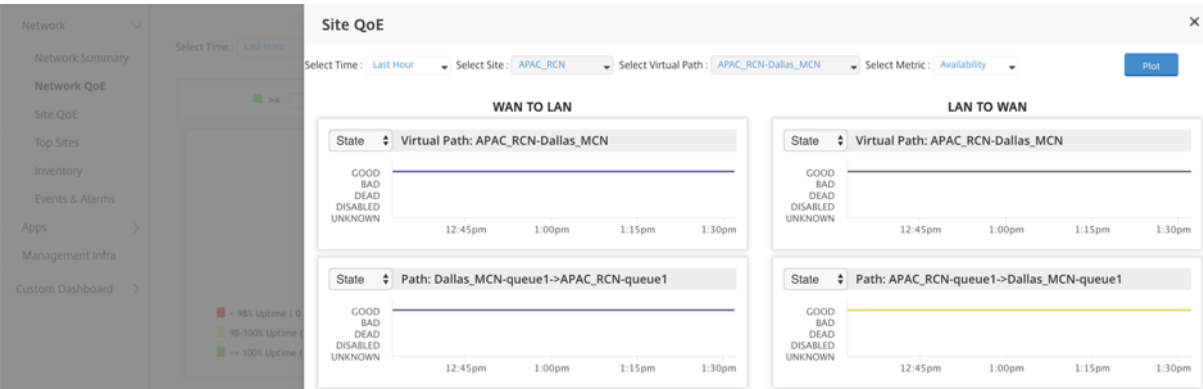 Network
Network Summary
Network QoE
Site QoE
Top Sites
Inventory
Events & Alarms
Apps
Management Infra
Custom Dashboard
Select Time : Last Hour
>=
< 98% Uptime ( 0
98-100% Uptime (
>= 100% Uptime (
Site QoE
×
Select Time : Last Hour Select Site : APAC_RCN Select Virtual Path : APAC_RCN-Dallas_MCN Select Metric : Availability Plot
WAN TO LAN
State Virtual Path: APAC_RCN-Dallas_MCN
GOOD
BAD
DEAD
DISABLED
UNKNOWN
12:45pm 1:00pm 1:15pm 1:30pm
State Path: Dallas_MCN-queue1->APAC_RCN-queue1
GOOD
BAD
DEAD
DISABLED
UNKNOWN
12:45pm 1:00pm 1:15pm 1:30pm
LAN TO WAN
State Virtual Path: APAC_RCN-Dallas_MCN
GOOD
BAD
DEAD
DISABLED
UNKNOWN
12:45pm 1:00pm 1:15pm 1:30pm
State Path: APAC_RCN-queue1->Dallas_MCN-queue1
GOOD
BAD
DEAD
DISABLED
UNKNOWN
12:45pm 1:00pm 1:15pm 1:30pm